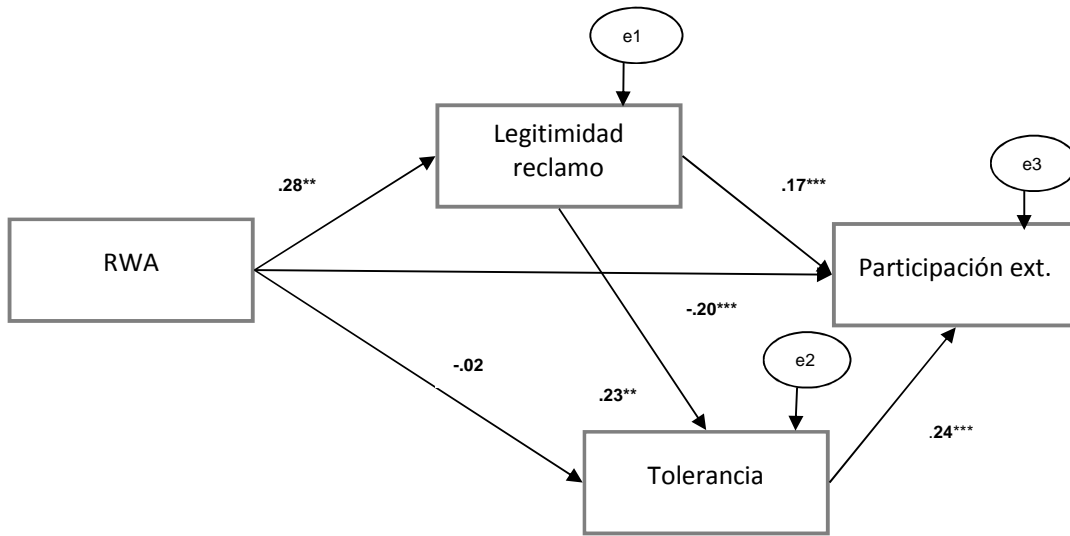 e1
Legitimidad
reclamo
.28**
.17***
e3
RWA
Participación ext.
-.20***
-.02
e2
.23**
.24***
Tolerancia